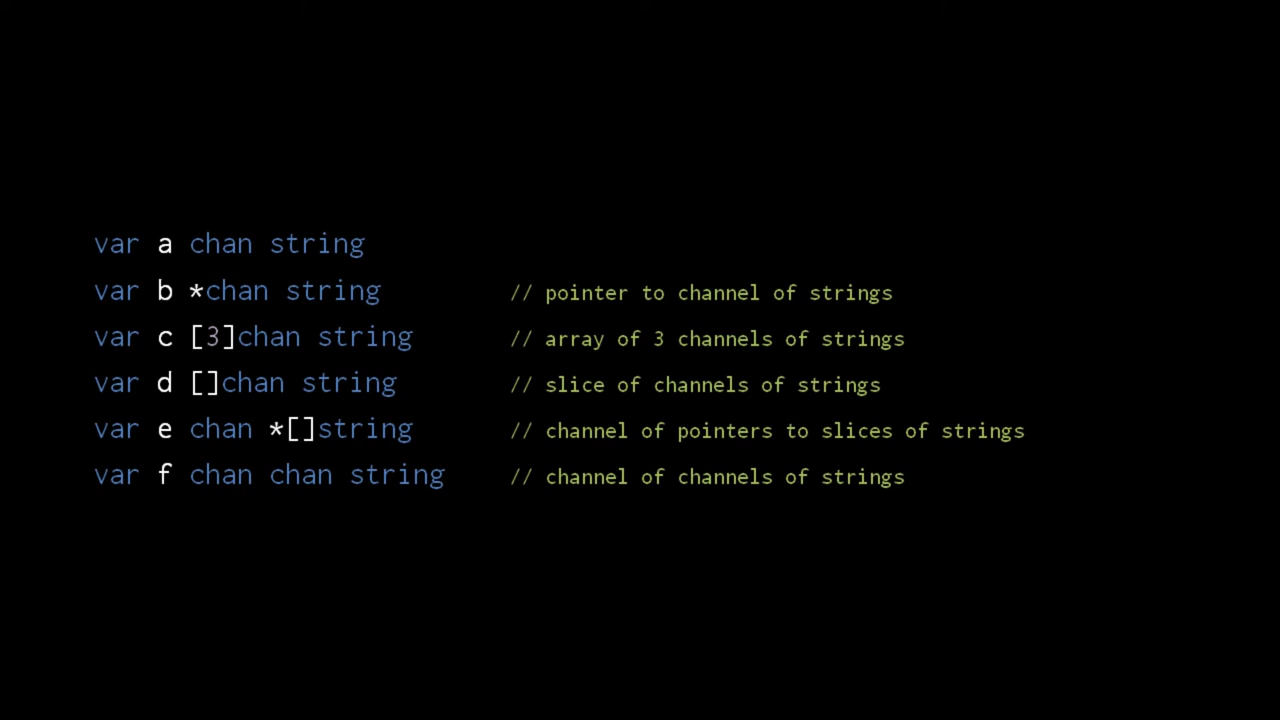 var a chan string
var b *chan string // pointer to channel of strings
var c [3]chan string // array of 3 channels of strings
var d []chan string // slice of channels of strings
var e chan *[]string // channel of pointers to slices of strings
var f chan chan string // channel of channels of strings